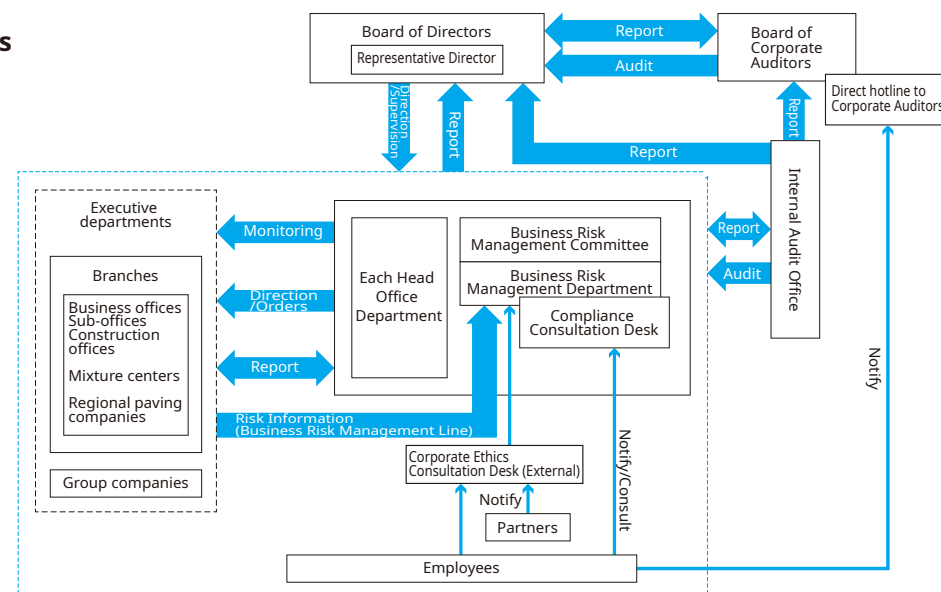 s
Board of Directors
Representative Director
Report
Audit
Board of
Corporate
Auditors
Direct hotline to
Corporate Auditors
Direction
/Supervision
Report
Report
Report
Internal Audit Office
Executive
departments
Monitoring
Branches
Direction
/Orders
Business offices
Sub-offices
Construction
offices
Mixture centers
Regional paving
companies
Report
Each Head
Office
Department
Business Risk
Management Committee
Business Risk
Management Department
Compliance
Consultation Desk
Report
Audit
Risk Information
(Business Risk Management Line)
Group companies
Corporate Ethics
Consultation Desk (External)
Notify
Partners
Notify/Consult
Notify
Employees